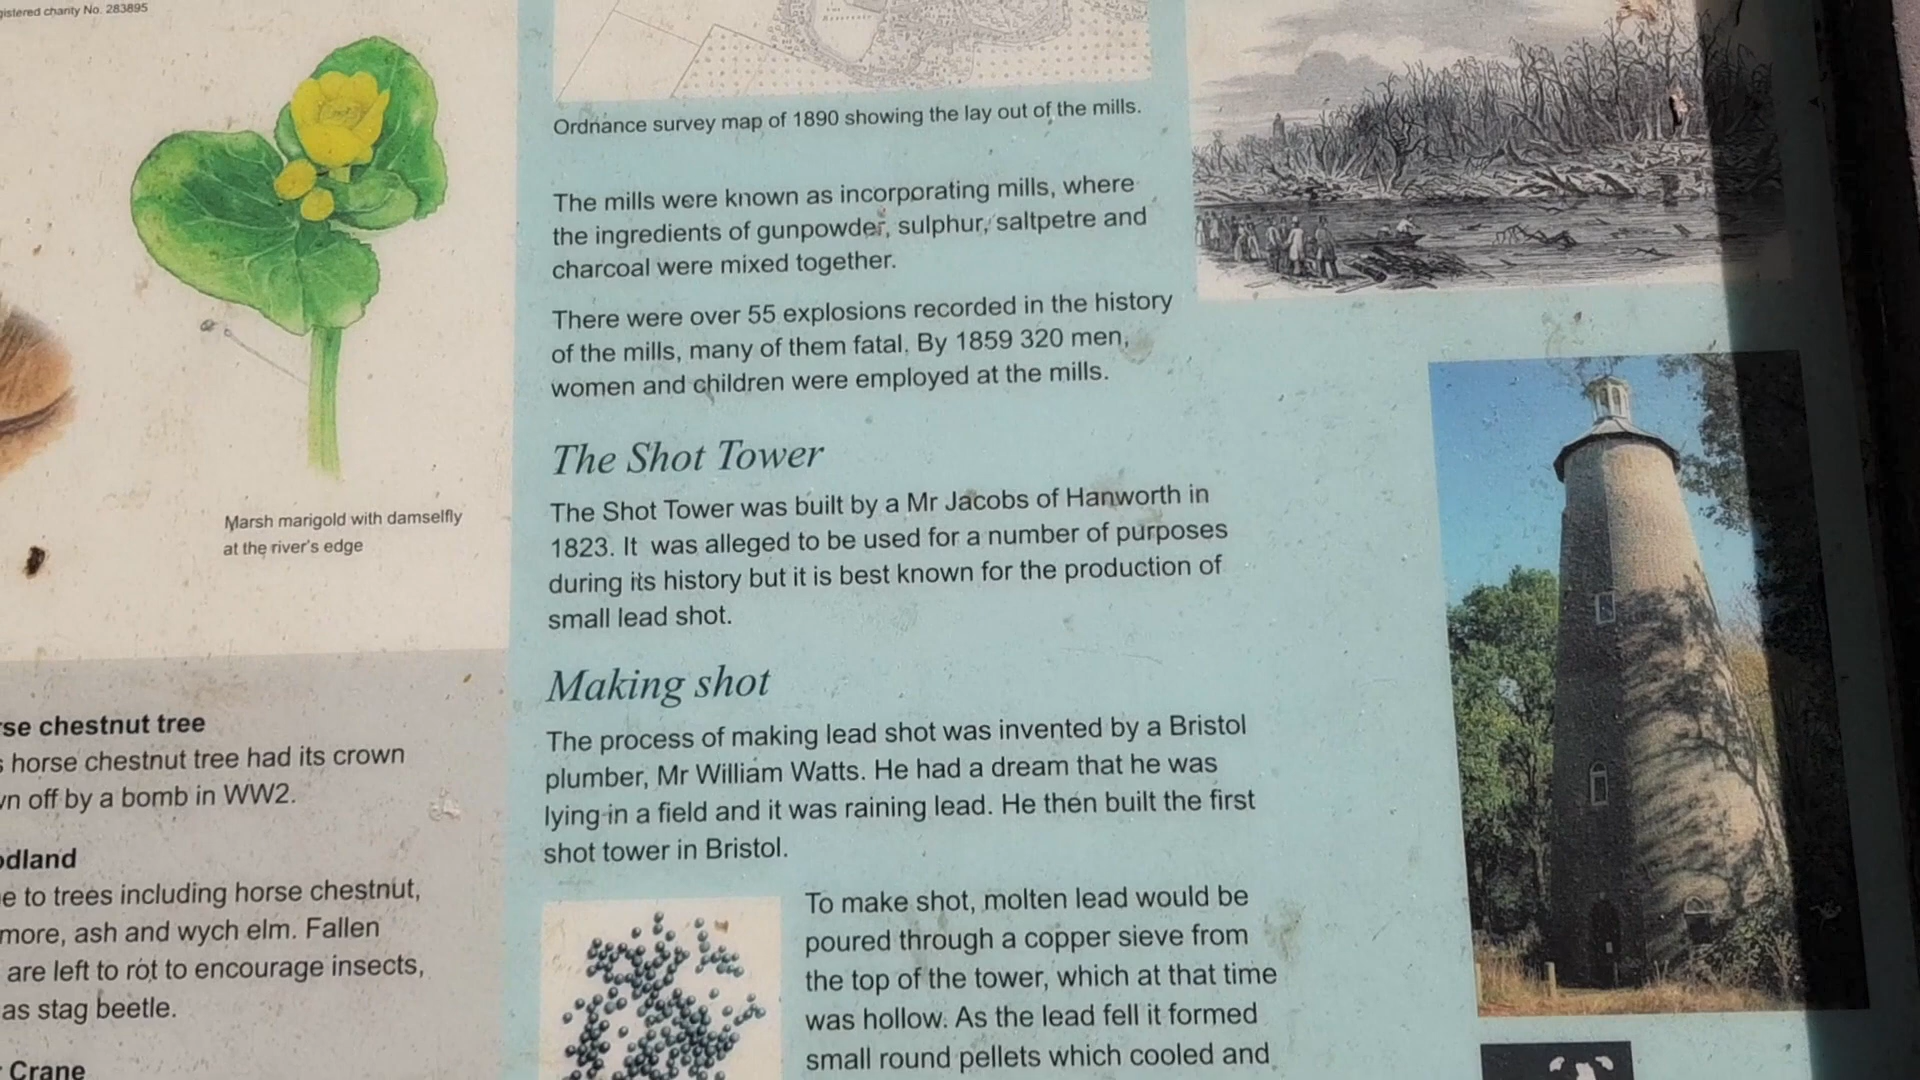 gistered charity No. 283895
Marsh marigold with damselfly
at the river's edge
se chestnut tree
horse chestnut tree had its crown
off by a bomb in WW2.
e to trees including horse chestnut,
more, ash and wych elm. Fallen
are left to rot to encourage insects,
as stag beetle.
Crane
Ordnance survey map of 1890 showing the lay out of the mills.
The mills were known as incorporating mills, where
the ingredients of gunpowder, sulphur, saltpetre and
charcoal were mixed together.
There were over 55 explosions recorded in the history
of the mills, many of them fatal. By 1859 320 men,
women and children were employed at the mills.
The Shot Tower
The Shot Tower was built by a Mr Jacobs of Hanworth in
1823. It was alleged to be used for a number of purposes
during its history but it is best known for the production of
small lead shot.
Making shot
The process of making lead shot was invented by a Bristol
plumber, Mr William Watts. He had a dream that he was
lying in a field and it was raining lead. He then built the first
shot tower in Bristol.
To make shot, molten lead would be
poured through a copper sieve from
the top of the tower, which at that time
was hollow. As the lead fell it formed
small round pellets which cooled and